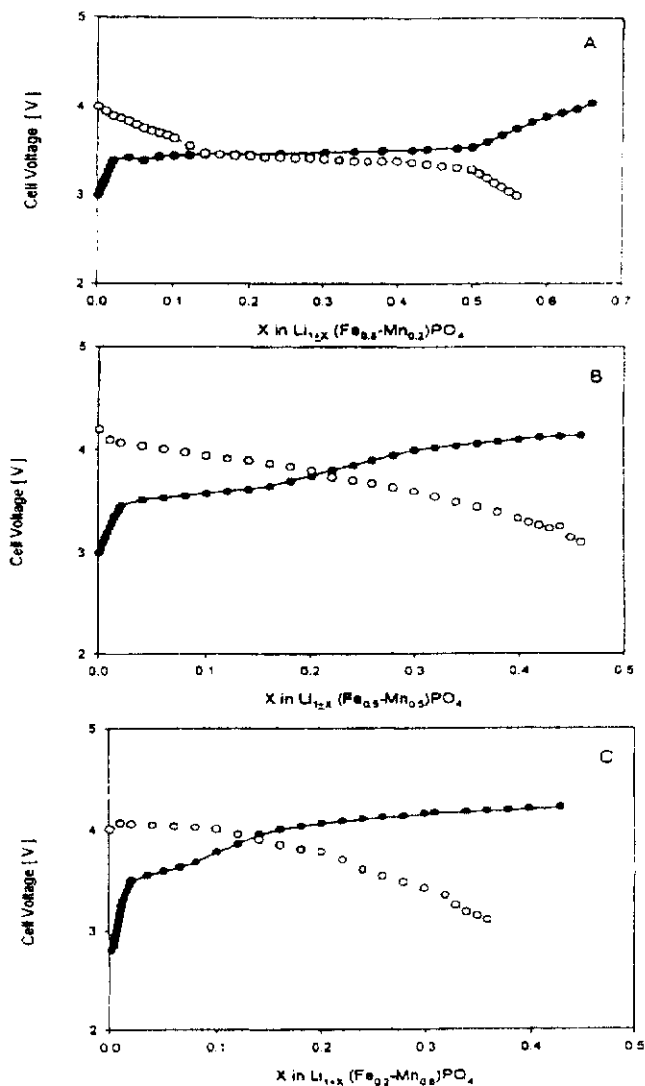 A
5
4
3
2
Cell Voltage [V]
0.0 0.1 0.2 0.3 0.4 0.5 0.6 0.7
X in Li1±X (Fe0.8-Mn0.2)PO4
B
5
4
3
2
Cell Voltage [V]
0.0 0.1 0.2 0.3 0.4 0.5
X in Li1±X (Fe0.5-Mn0.5)PO4
C
5
4
3
2
Cell Voltage [V]
0.0 0.1 0.2 0.3 0.4 0.5
X in Li1+X (Fe0.2-Mn0.8)PO4